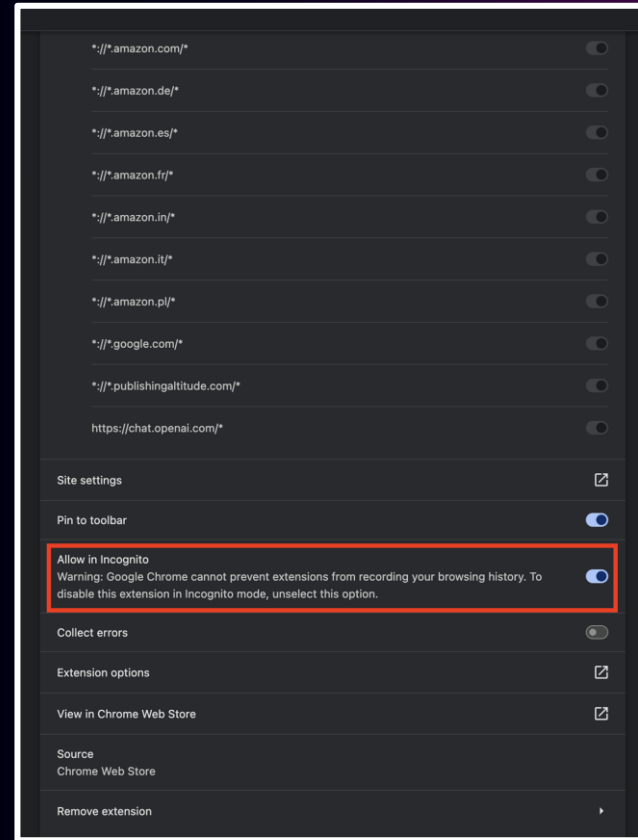 *://*.amazon.com/*
*://*.amazon.de/*
*://*.amazon.es/*
*://*.amazon.fr/*
*://*.amazon.in/*
*://*.amazon.it/*
*://*.amazon.pl/*
*://*.google.com/*
*://*.publishingaltitude.com/*
https://chat.openai.com/*
Site settings
Pin to toolbar
Allow in Incognito
Warning: Google Chrome cannot prevent extensions from recording your browsing history. To
disable this extension in Incognito mode, unselect this option.
Collect errors
Extension options
View in Chrome Web Store
Source
Chrome Web Store
Remove extension